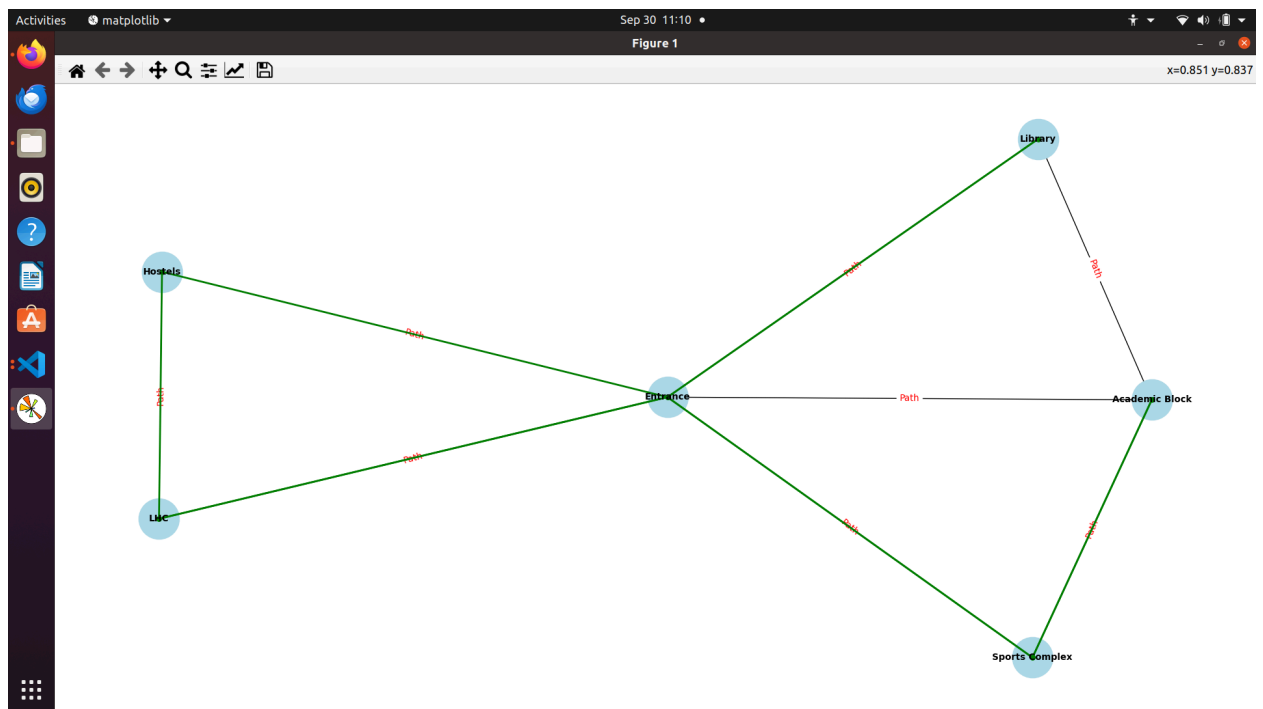 Activities matplotlib Sep 30 11:10
Figure 1
x=0.851 y=0.837
Library
Path
Path
Hostels
Path
Path
Entrance
Path
Academic Block
Path
LHC
Path
Path
Sports Complex